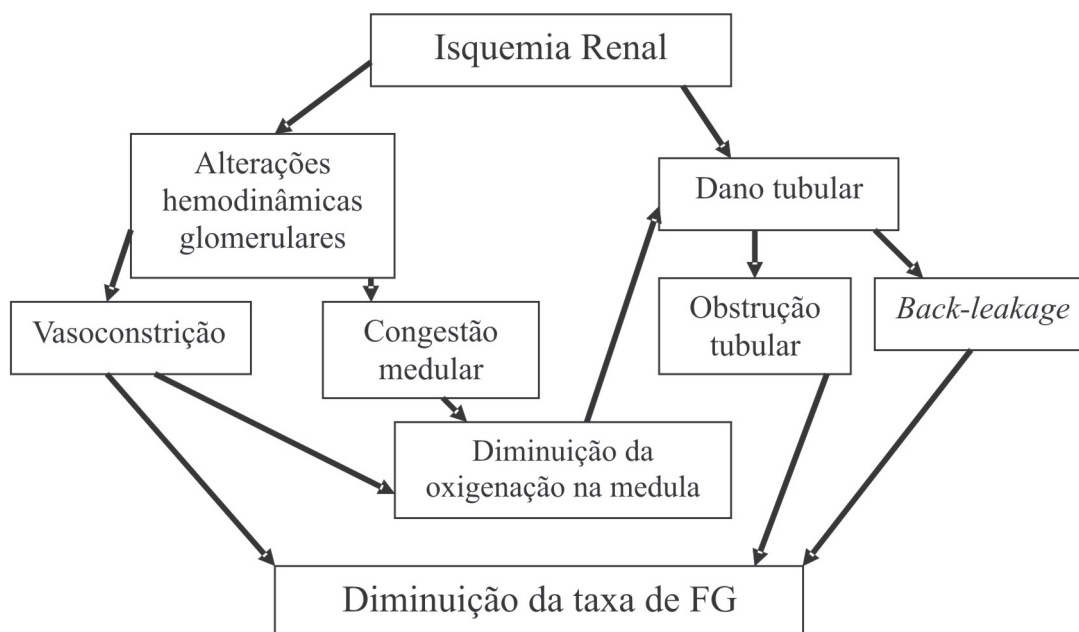 Isquemia Renal
Alterações
hemodinâmicas
glomerulares
Dano tubular
Vasoconstrição
Congestão
medular
Obstrução
tubular
Back-leakage
Diminuição da
oxigenação na medula
Diminuição da taxa de FG